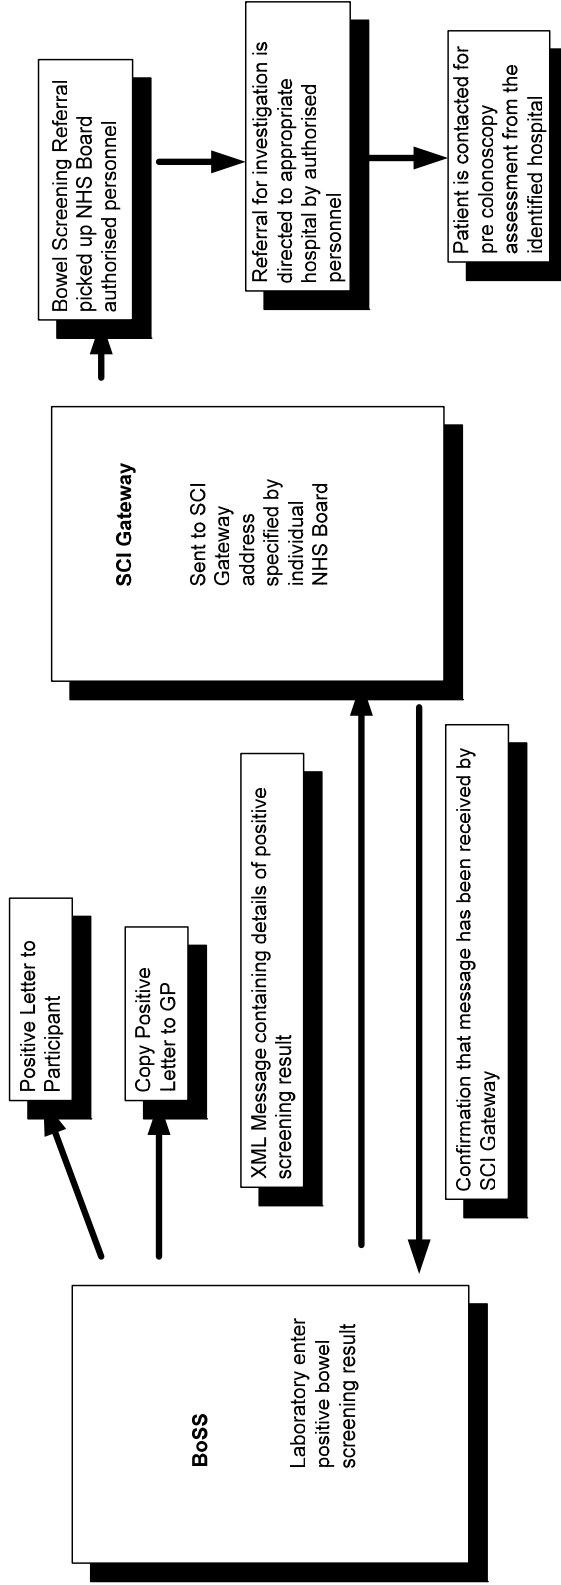 BoSS
Laboratory enter
positive bowel
screening result
Positive Letter to
Participant
Copy Positive
Letter to GP
XML Message containing details of positive
screening result
Confirmation that message has been received by
SCI Gateway
SCI Gateway
Sent to SCI
Gateway
address
specified by
individual
NHS Board
Bowel Screening Referral
picked up NHS Board
authorised personnel
Referral for investigation is
directed to appropriate
hospital by authorised
personnel
Patient is contacted for
pre colonoscopy
assessment from the
identified hospital